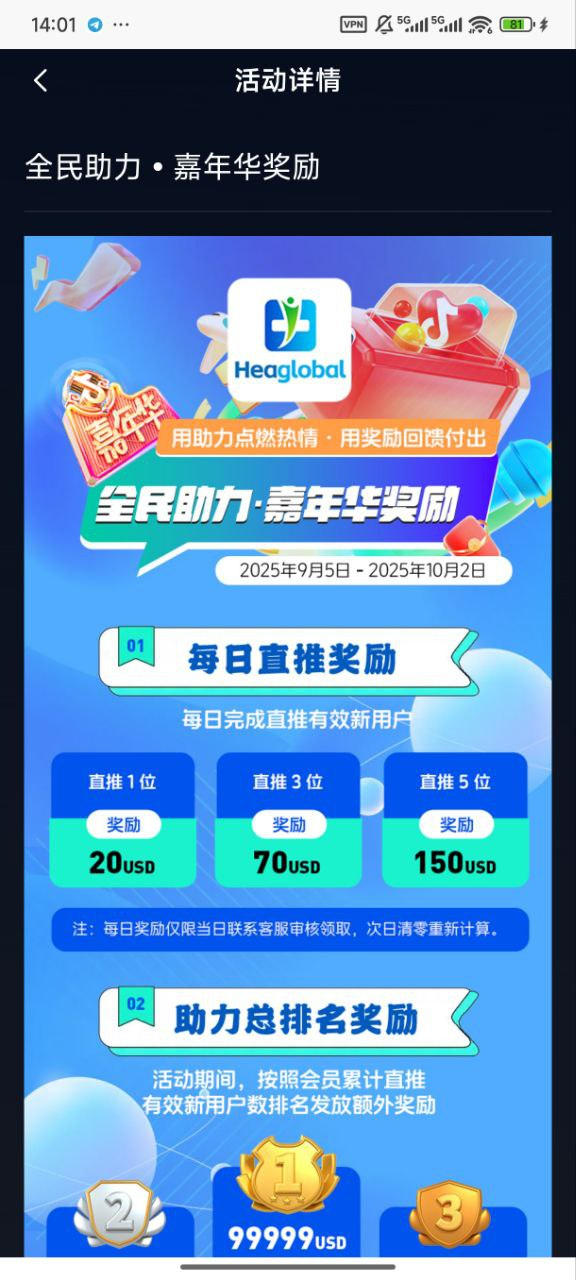 14:01
VPN
5G
5G
81
活动详情
全民助力 • 嘉年华奖励
Heaglobal
嘉年华
用助力点燃热情 · 用奖励回馈付出
全民助力·嘉年华奖励
2025年9月5日 - 2025年10月2日
01
每日直推奖励
每日完成直推有效新用户
直推 1 位
直推 3 位
直推 5 位
奖励
奖励
奖励
20USD
70USD
150USD
注：每日奖励仅限当日联系客服审核领取，次日清零重新计算。
02
助力总排名奖励
活动期间，按照会员累计直推
有效新用户数排名发放额外奖励
2
1
3
99999USD